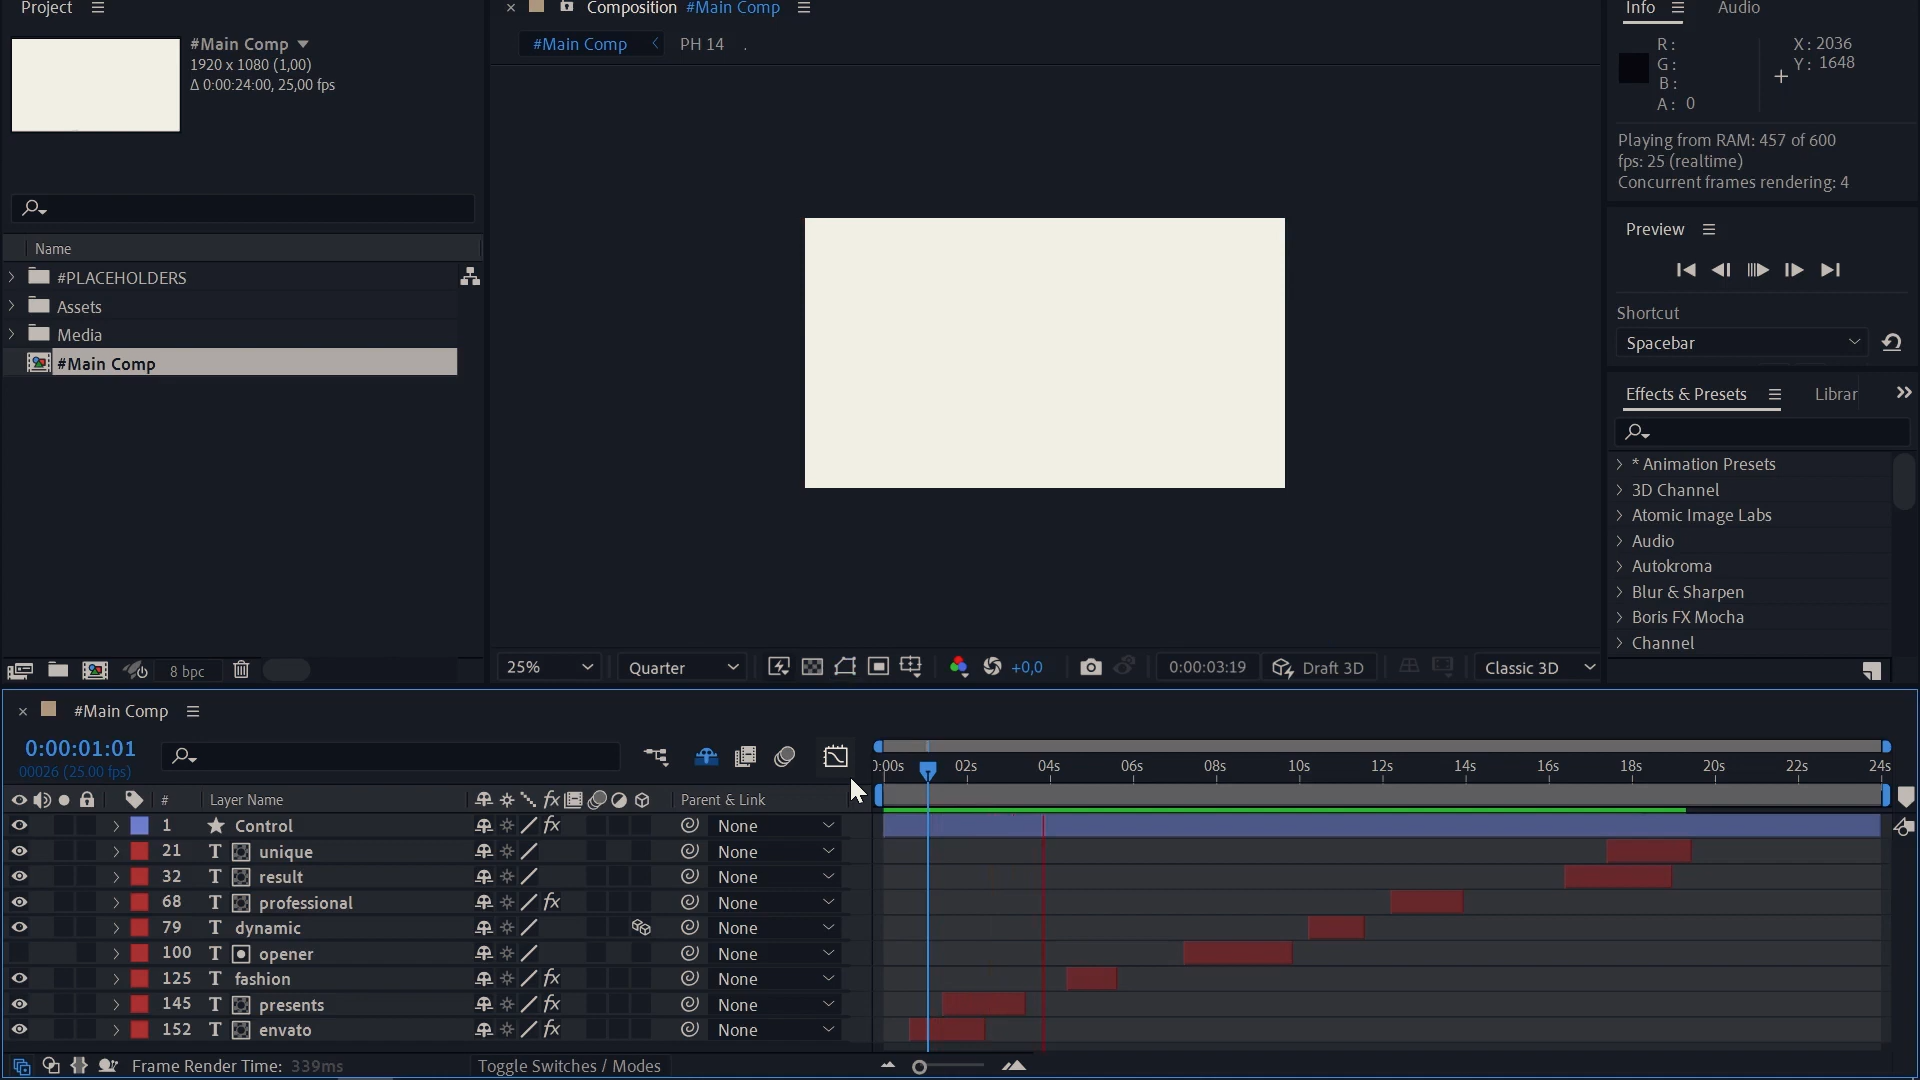 Project
#Main Comp
1920 x 1080 (1,00)
Δ 0:00:24:00, 25,00 fps
Name
#PLACEHOLDERS
Assets
Media
#Main Comp
8 bpc
Composition #Main Comp
#Main Comp
PH 14
25%
Quarter
+0,0
0:00:03:19
Draft 3D
Classic 3D
Info
Audio
R :
G :
B :
A : 0
X : 2036
Y : 1648
Playing from RAM: 457 of 600
fps: 25 (realtime)
Concurrent frames rendering: 4
Preview
Shortcut
Spacebar
Effects & Presets
Librar
* Animation Presets
3D Channel
Atomic Image Labs
Audio
Autokroma
Blur & Sharpen
Boris FX Mocha
Channel
#Main Comp
0:00:01:01
00026 (25.00 fps)
:00s 02s 04s 06s 08s 10s 12s 14s 16s 18s 20s 22s 24s
# Layer Name fx Parent & Link
1 Control fx None
21 T unique None
32 T result None
68 T professional fx None
79 T dynamic None
100 T opener None
125 T fashion fx None
145 T presents fx None
152 T envato fx None
Frame Render Time: 339ms
Toggle Switches / Modes